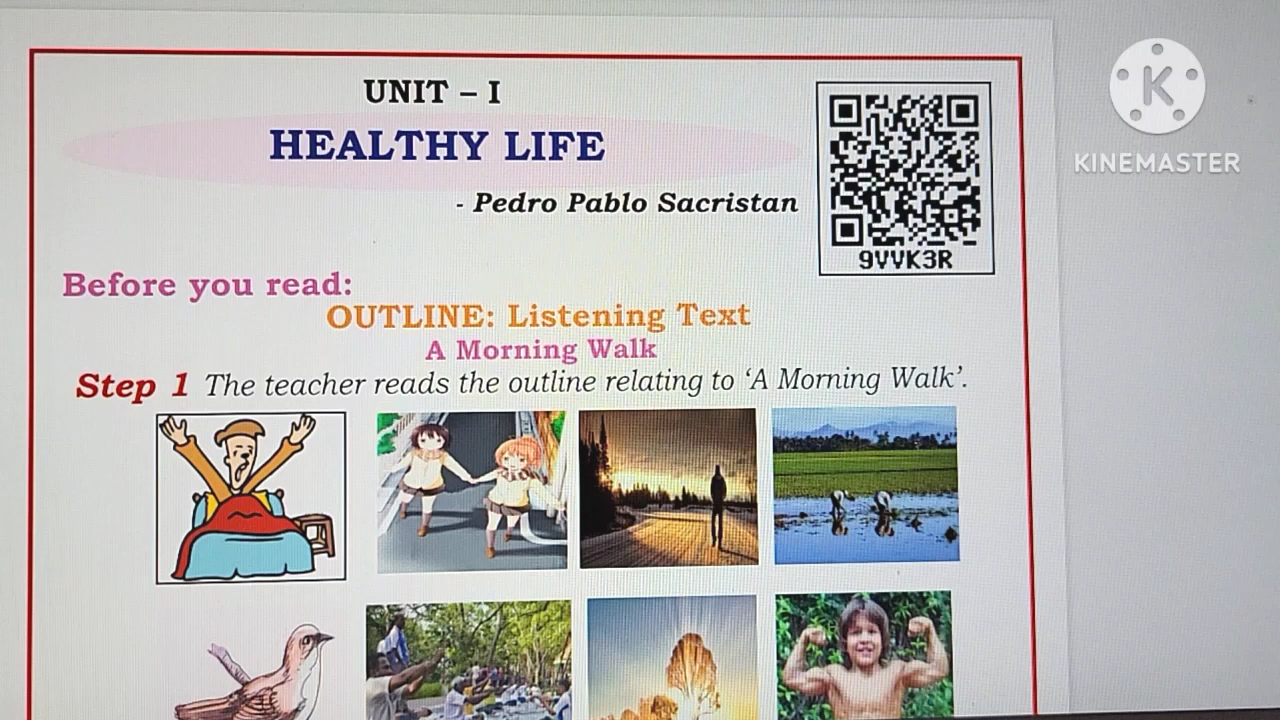 UNIT – I
HEALTHY LIFE
- Pedro Pablo Sacristan
9VVK3R
Before you read:
OUTLINE: Listening Text
A Morning Walk
Step 1 The teacher reads the outline relating to ‘A Morning Walk’.
K
KINEMASTER